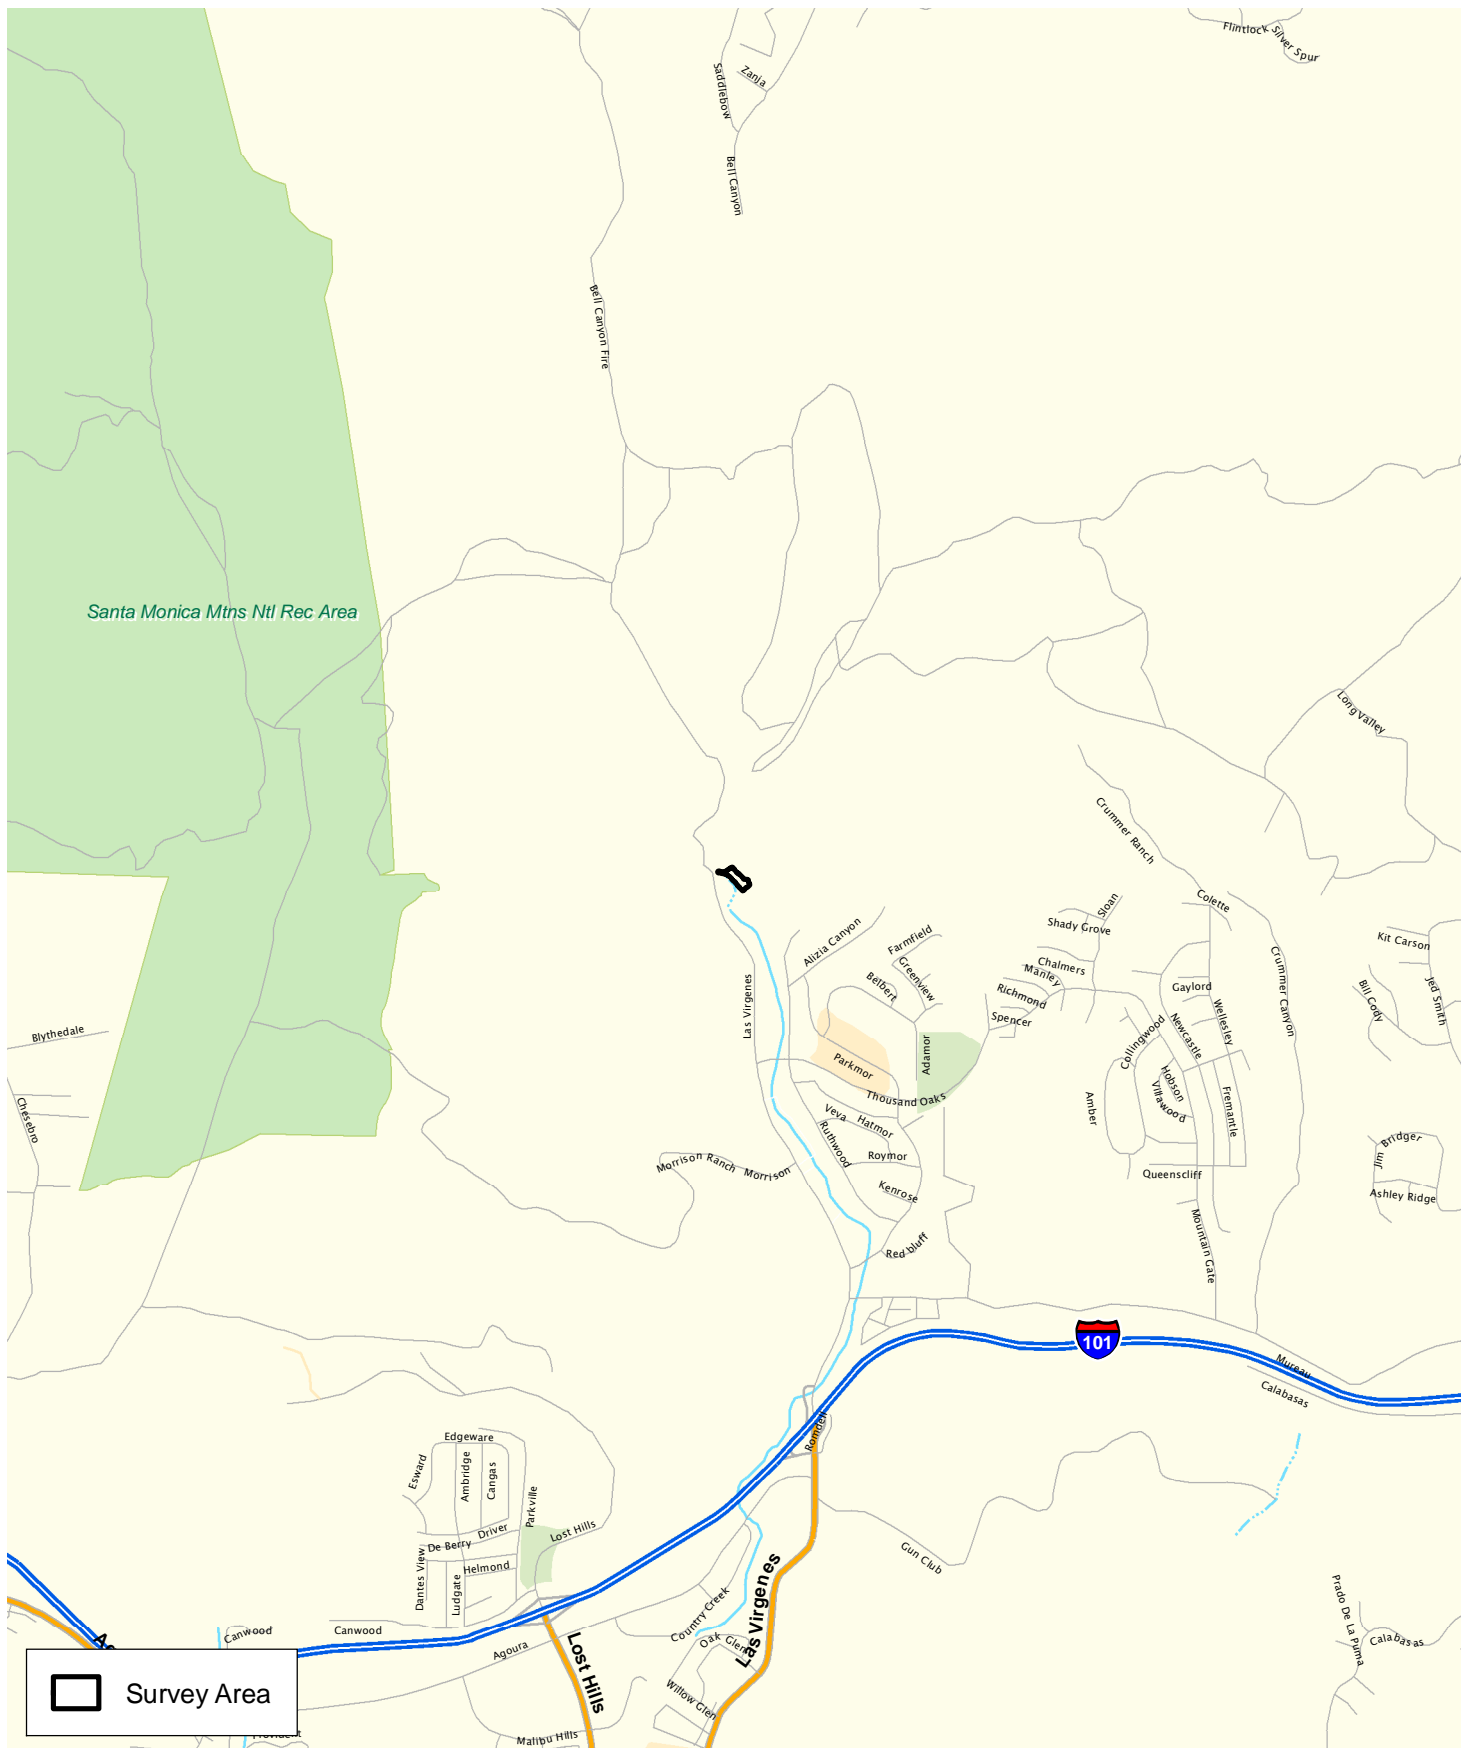 Flintlock
Silver Spur
Zanja
Saddlebow
Bell Canyon
Bell Canyon Fire
Santa Monica Mtns Ntl Rec Area
Long Valley
Crummer Ranch
Colette
Sloan
Shady Grove
Alizia Canyon
Farmfield
Kit Carson
Greenview
Chalmers
Manley
Belbert
Las Virgenes
Richmond
Gaylord
Crummer Canyon
Bill Cody
Jed Smith
Spencer
Wellesley
Newcastle
Collingwood
Blythedale
Adamor
Parkmor
Hobson
Villawood
Thousand Oaks
Amber
Fremantle
Chesebro
Veva
Hatmor
Ruthwood
Roymor
Jim Bridger
Morrison Ranch
Morrison
Queenscliff
Kenrose
Ashley Ridge
Mountain Gate
Red bluff
101
Mureau
Calabasas
Romdell
Edgeware
Esward
Ambridge
Cangas
Parkville
Lost Hills
Driver
De Berry
Helmond
Dantes View
Ludgate
Gun Club
Las Virgenes
Country Creek
Oak Glen
Prado De La Puma
Calabasas
Canwood
Canwood
Agoura
Lost Hills
Willow Glen
Malibu Hills
Survey Area